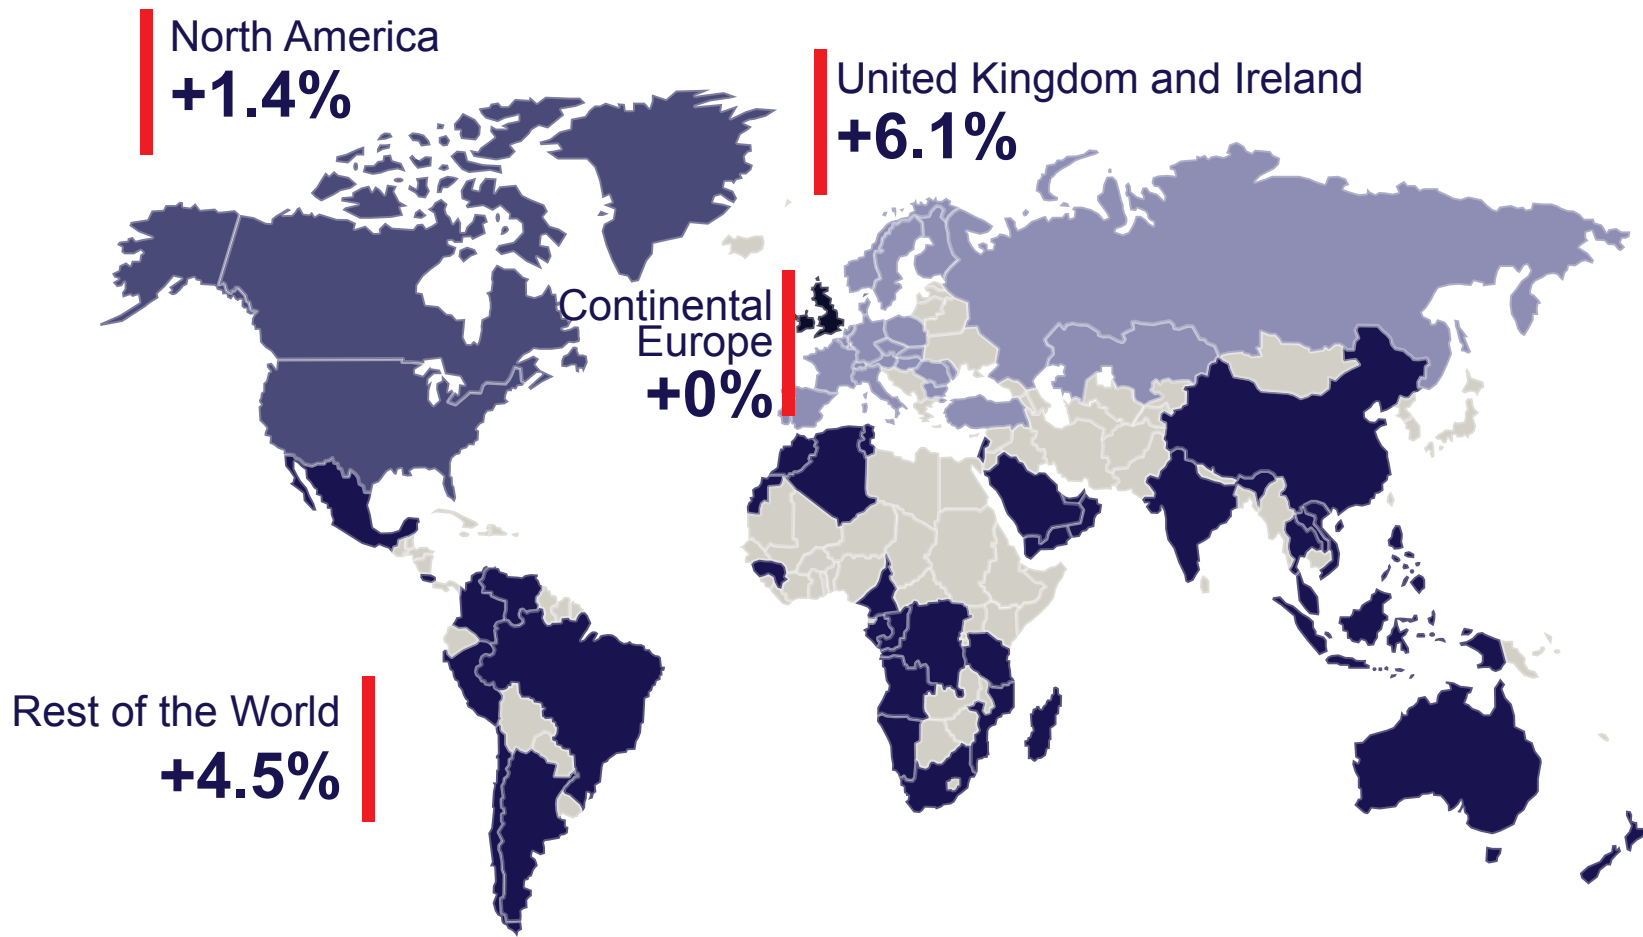 North America
+1.4%
United Kingdom and Ireland
+6.1%
Continental
Europe
+0%
Rest of the World
+4.5%